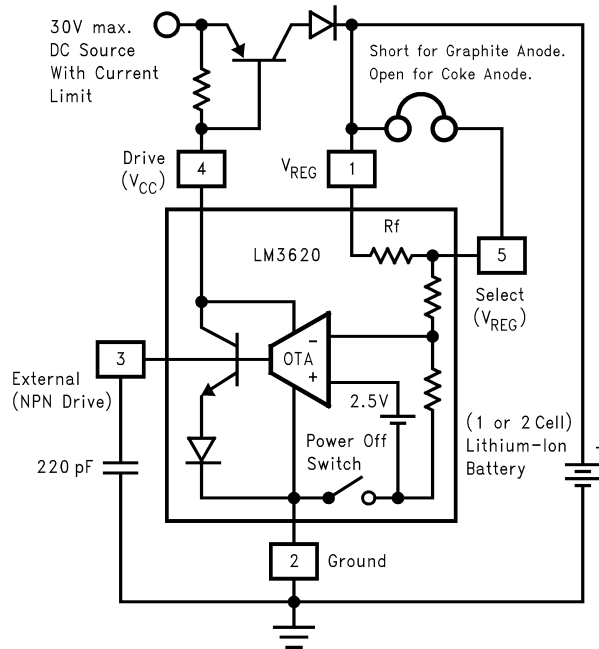 30V max.
DC Source
With Current
Limit
Short for Graphite Anode.
Open for Coke Anode.
Drive
(VCC)
4
VREG
1
Rf
LM3620
5
Select
(VREG)
3
External
(NPN Drive)
OTA
−
+
2.5V
Power Off
Switch
(1 or 2 Cell)
Lithium-Ion
Battery
220 pF
2
Ground